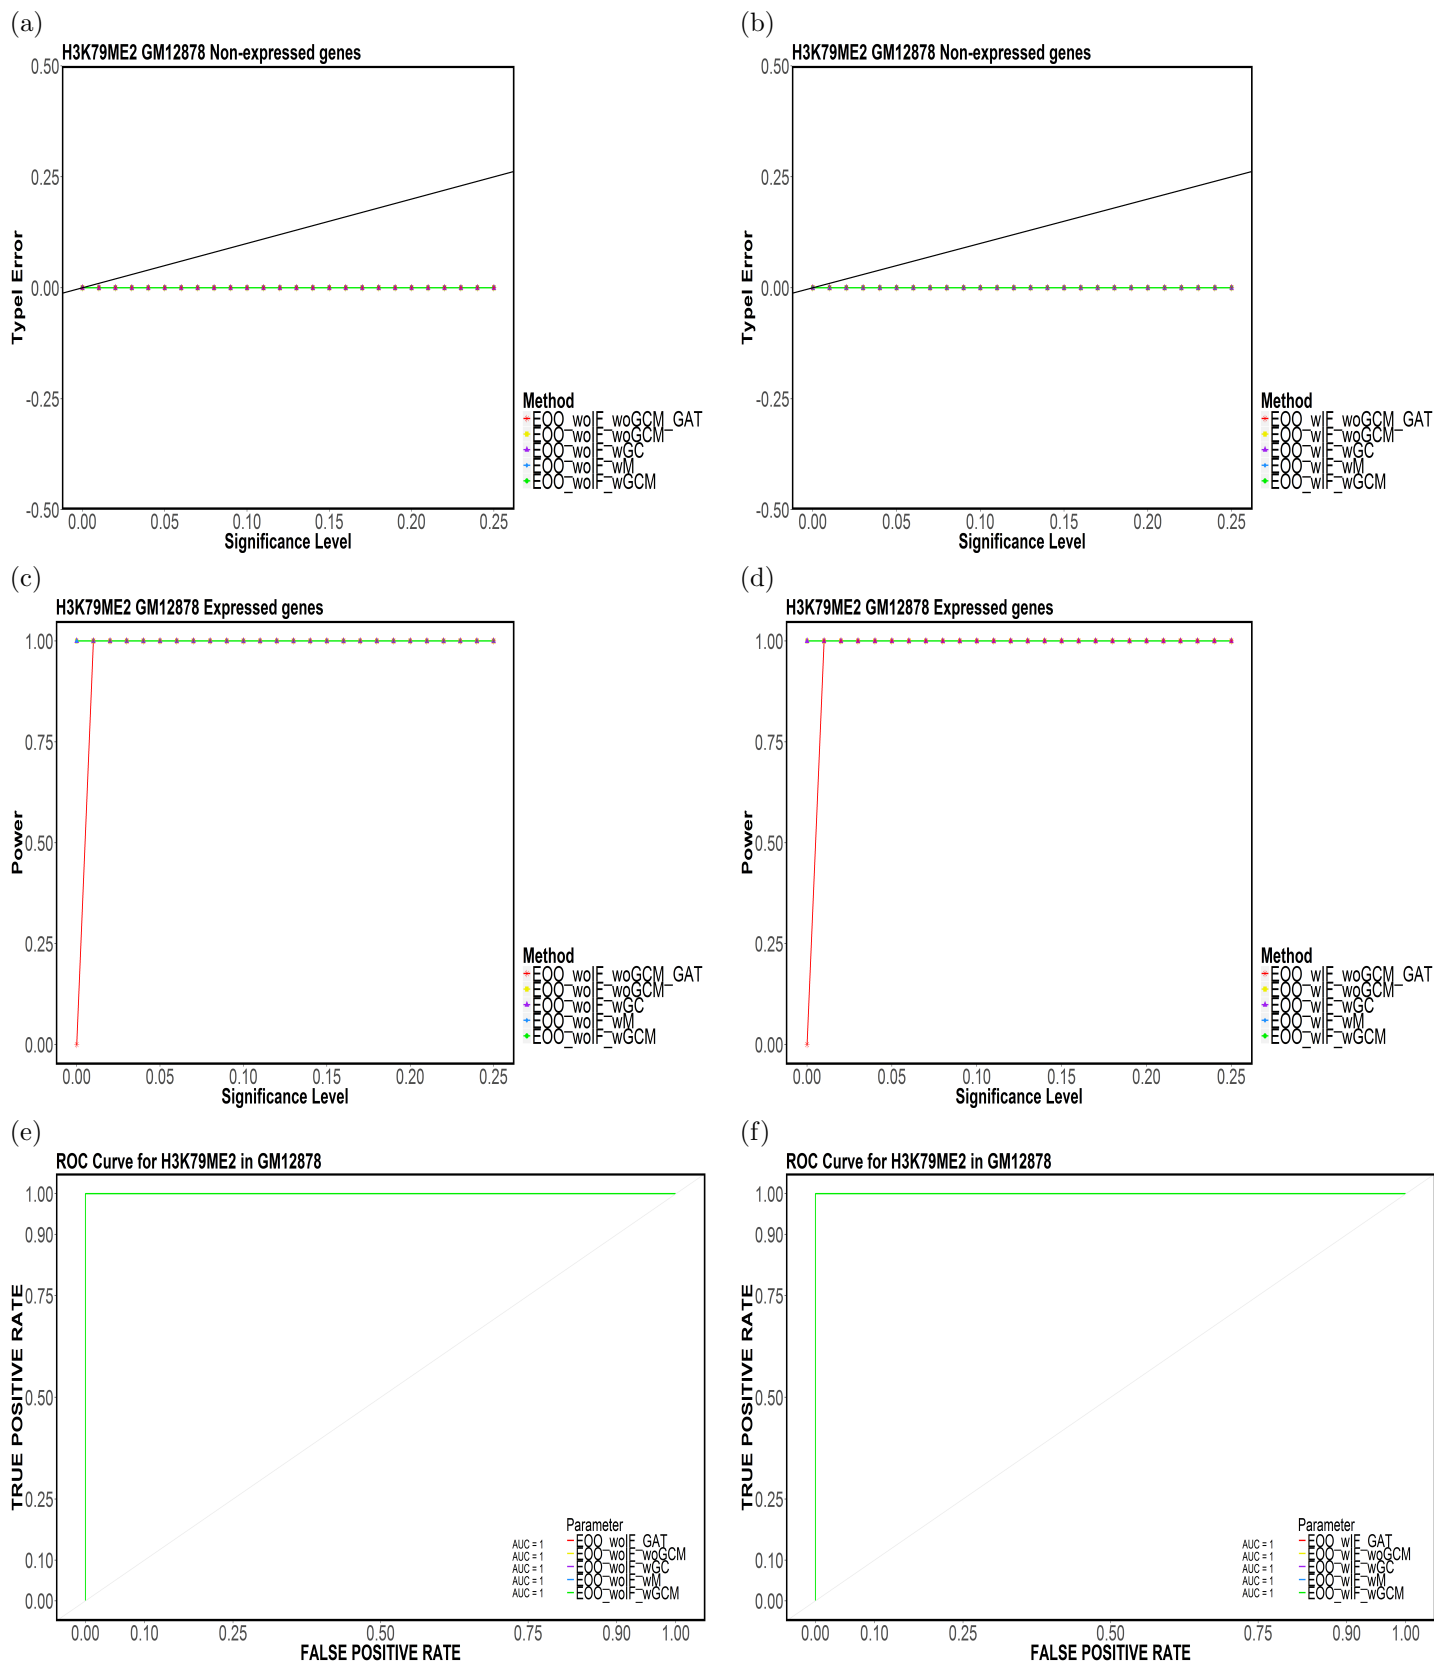 (a)
H3K79ME2 GM12878 Non-expressed genes
0.50
0.25
0.00
-0.25
-0.50
TypeI Error
0.00 0.05 0.10 0.15 0.20 0.25
Significance Level
Method
EOO_woIF_woGCM_GAT
EOO_woIF_woGCM
EOO_woIF_wGC
EOO_woIF_wM
EOO_woIF_wGCM
(b)
H3K79ME2 GM12878 Non-expressed genes
0.50
0.25
0.00
-0.25
-0.50
TypeI Error
0.00 0.05 0.10 0.15 0.20 0.25
Significance Level
Method
EOO_wIF_woGCM_GAT
EOO_wIF_woGCM
EOO_wIF_wGC
EOO_wIF_wM
EOO_wIF_wGCM
(c)
H3K79ME2 GM12878 Expressed genes
1.00
0.75
0.50
0.25
0.00
Power
0.00 0.05 0.10 0.15 0.20 0.25
Significance Level
Method
EOO_woIF_woGCM_GAT
EOO_woIF_woGCM
EOO_woIF_wGC
EOO_woIF_wM
EOO_woIF_wGCM
(d)
H3K79ME2 GM12878 Expressed genes
1.00
0.75
0.50
0.25
0.00
Power
0.00 0.05 0.10 0.15 0.20 0.25
Significance Level
Method
EOO_wIF_woGCM_GAT
EOO_wIF_woGCM
EOO_wIF_wGC
EOO_wIF_wM
EOO_wIF_wGCM
(e)
ROC Curve for H3K79ME2 in GM12878
1.00
0.90
0.75
0.50
0.25
0.10
0.00
TRUE POSITIVE RATE
0.00 0.10 0.25 0.50 0.75 0.90 1.00
FALSE POSITIVE RATE
Parameter
AUC = 1 EOO_woIF_GAT
AUC = 1 EOO_woIF_woGCM
AUC = 1 EOO_woIF_wGC
AUC = 1 EOO_woIF_wM
AUC = 1 EOO_woIF_wGCM
(f)
ROC Curve for H3K79ME2 in GM12878
1.00
0.90
0.75
0.50
0.25
0.10
0.00
TRUE POSITIVE RATE
0.00 0.10 0.25 0.50 0.75 0.90 1.00
FALSE POSITIVE RATE
Parameter
AUC = 1 EOO_wIF_GAT
AUC = 1 EOO_wIF_woGCM
AUC = 1 EOO_wIF_wGC
AUC = 1 EOO_wIF_wM
AUC = 1 EOO_wIF_wGCM